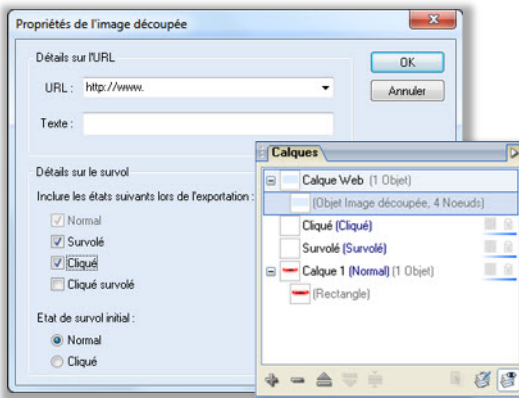 Propriétés de l'image découpée
Détails sur l'URL
URL : http://www.
Texte :
OK
Annuler
Détails sur le survol
Inclure les états suivants lors de l'exportation :
Normal
Survolé
Cliqué
Cliqué survolé
Etat de survol initial :
Normal
Cliqué
Calques
Calque Web (1 Objet)
(Objet Image découpée, 4 Noeuds)
Cliqué (Cliqué)
Survolé (Survolé)
Calque 1 (Normal) (1 Objet)
(Rectangle)